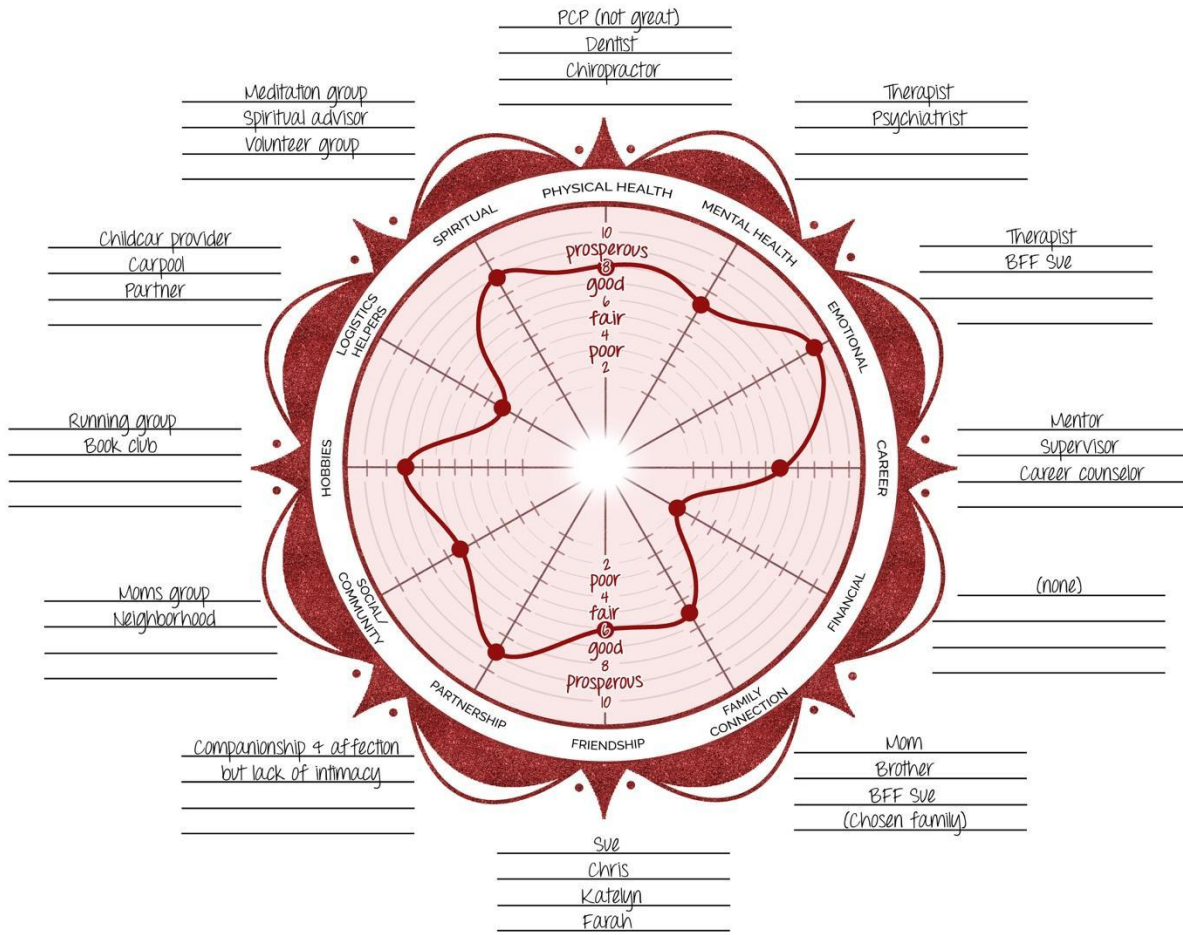 PCP (not great)
Dentist
Chiropractor
Meditation group
Spiritual advisor
Volunteer group
Therapist
Psychiatrist
Childcar provider
Carpool
Partner
Therapist
BFF Sue
Running group
Book club
Mentor
Supervisor
Career counselor
Moms group
Neighborhood
(none)
Companionship & affection
but lack of intimacy
Mom
Brother
BFF Sue
(Chosen family)
Sue
Chris
Katelyn
Farah
PHYSICAL HEALTH
MENTAL HEALTH
EMOTIONAL
CAREER
FINANCIAL
FAMILY
CONNECTION
FRIENDSHIP
PARTNERSHIP
SOCIAL/
COMMUNITY
HOBBIES
LOGISTICS
HELPERS
SPIRITUAL
10
prosperous
8
good
6
fair
4
poor
2
2
poor
4
fair
6
good
8
prosperous
10